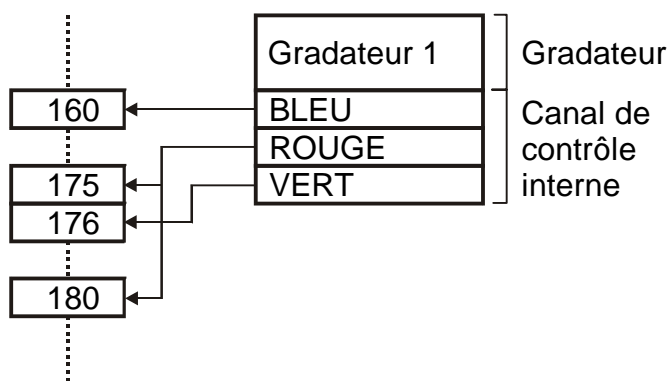 160
175
176
180
Gradateur 1
BLEU
ROUGE
VERT
Gradateur
Canal de
contrôle
interne